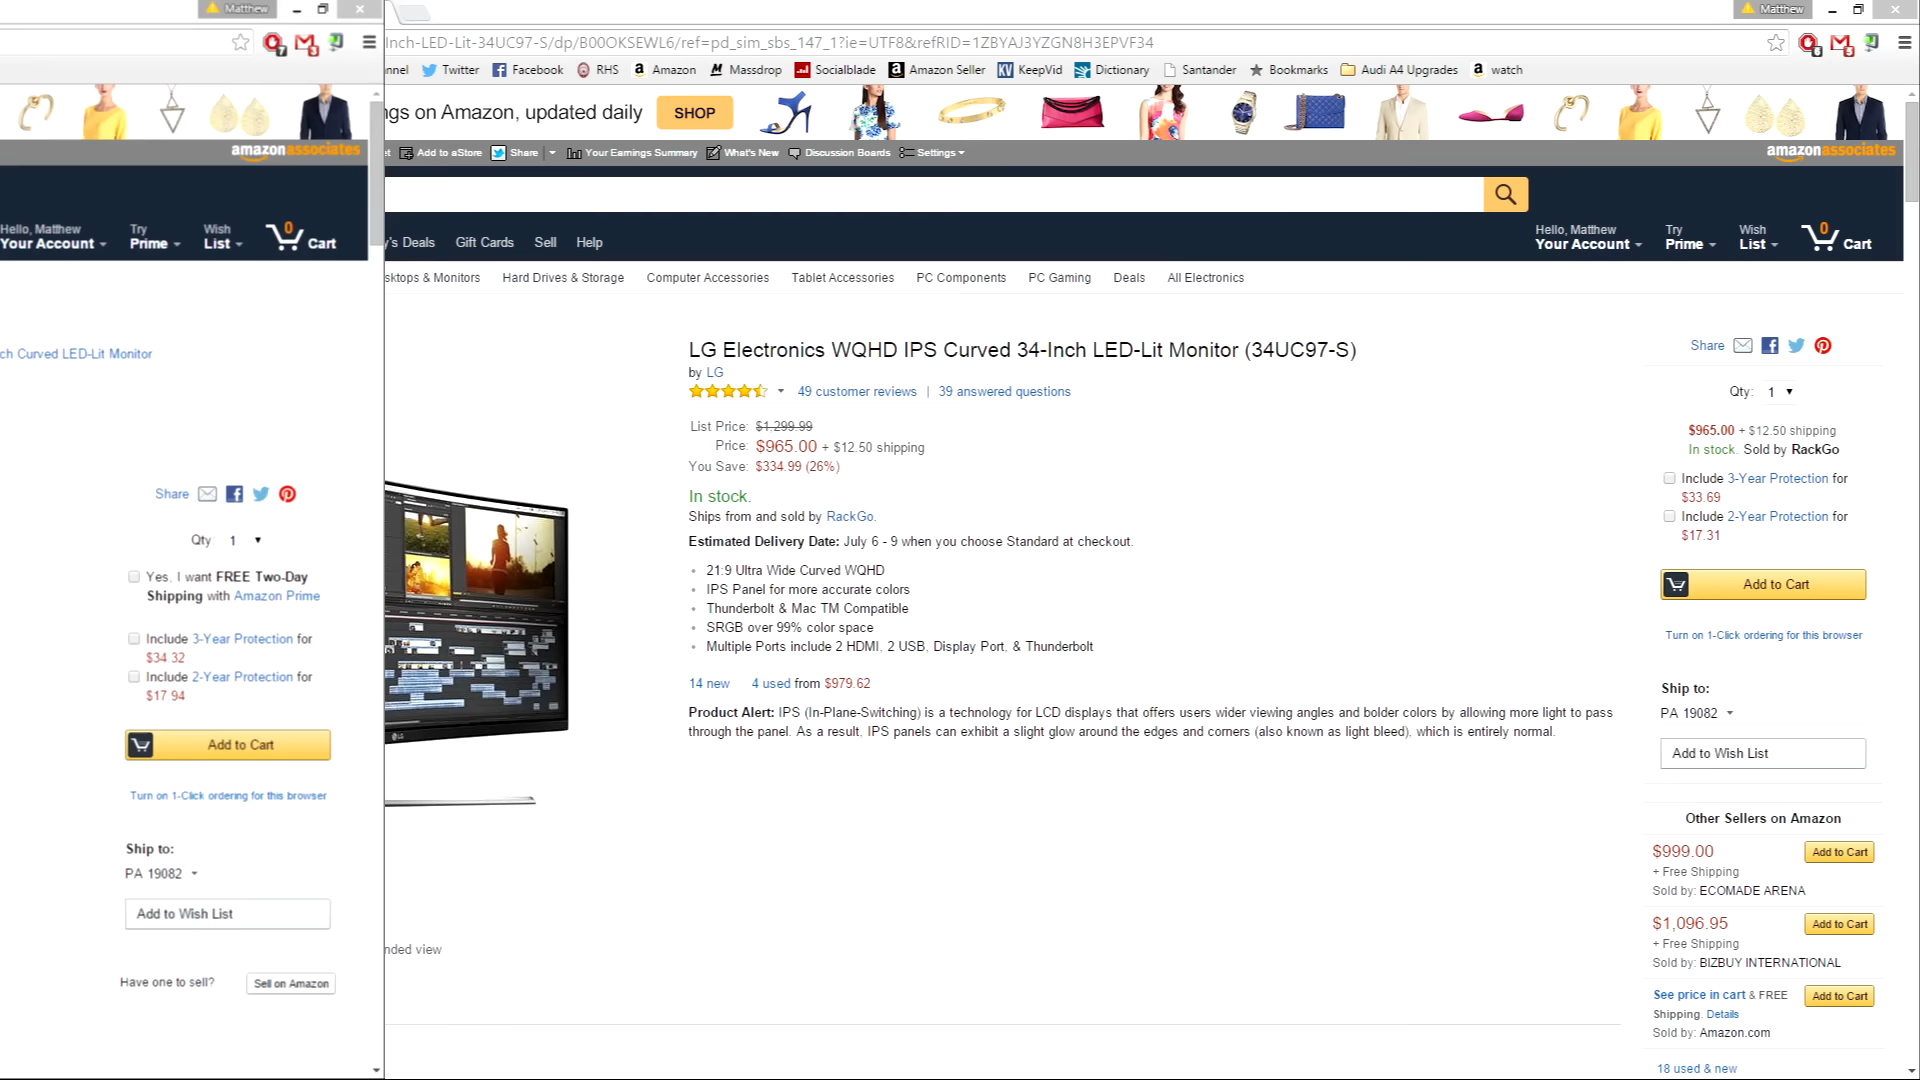 Matthew
7
3
amazonassociates
Hello, Matthew
Your Account
Try
Prime
Wish
List
0
Cart
ch Curved LED-Lit Monitor
Share
Qty
1
Yes, I want FREE Two-Day
Shipping with Amazon Prime
Include 3-Year Protection for
$34.32
Include 2-Year Protection for
$17.94
Add to Cart
Turn on 1-Click ordering for this browser
Ship to:
PA 19082
Add to Wish List
Have one to sell?
Sell on Amazon
Matthew
Inch-LED-Lit-34UC97-S/dp/B00OKSEWL6/ref=pd_sim_sbs_147_1?ie=UTF8&refRID=1ZBYAJ3YZGN8H3EPVF34
nnel Twitter Facebook RHS Amazon Massdrop Socialblade Amazon Seller KeepVid Dictionary Santander Bookmarks Audi A4 Upgrades watch
ngs on Amazon, updated daily SHOP
et Add to aStore Share Your Earnings Summary What's New Discussion Boards Settings
amazonassociates
y's Deals Gift Cards Sell Help
Hello, Matthew
Your Account
Try
Prime
Wish
List
0
Cart
sktops & Monitors Hard Drives & Storage Computer Accessories Tablet Accessories PC Components PC Gaming Deals All Electronics
LG Electronics WQHD IPS Curved 34-Inch LED-Lit Monitor (34UC97-S)
by LG
49 customer reviews | 39 answered questions
List Price: $1,299.99
Price: $965.00 + $12.50 shipping
You Save: $334.99 (26%)
In stock.
Ships from and sold by RackGo.
Estimated Delivery Date: July 6 - 9 when you choose Standard at checkout.
21:9 Ultra Wide Curved WQHD
IPS Panel for more accurate colors
Thunderbolt & Mac TM Compatible
SRGB over 99% color space
Multiple Ports include 2 HDMI, 2 USB, Display Port, & Thunderbolt
14 new 4 used from $979.62
Product Alert: IPS (In-Plane-Switching) is a technology for LCD displays that offers users wider viewing angles and bolder colors by allowing more light to pass
through the panel. As a result, IPS panels can exhibit a slight glow around the edges and corners (also known as light bleed), which is entirely normal.
LG
nded view
Share
Qty: 1
$965.00 + $12.50 shipping
In stock. Sold by RackGo
Include 3-Year Protection for
$33.69
Include 2-Year Protection for
$17.31
Add to Cart
Turn on 1-Click ordering for this browser
Ship to:
PA 19082
Add to Wish List
Other Sellers on Amazon
$999.00 Add to Cart
+ Free Shipping
Sold by: ECOMADE ARENA
$1,096.95 Add to Cart
+ Free Shipping
Sold by: BIZBUY INTERNATIONAL
See price in cart & FREE Add to Cart
Shipping. Details
Sold by: Amazon.com
18 used & new